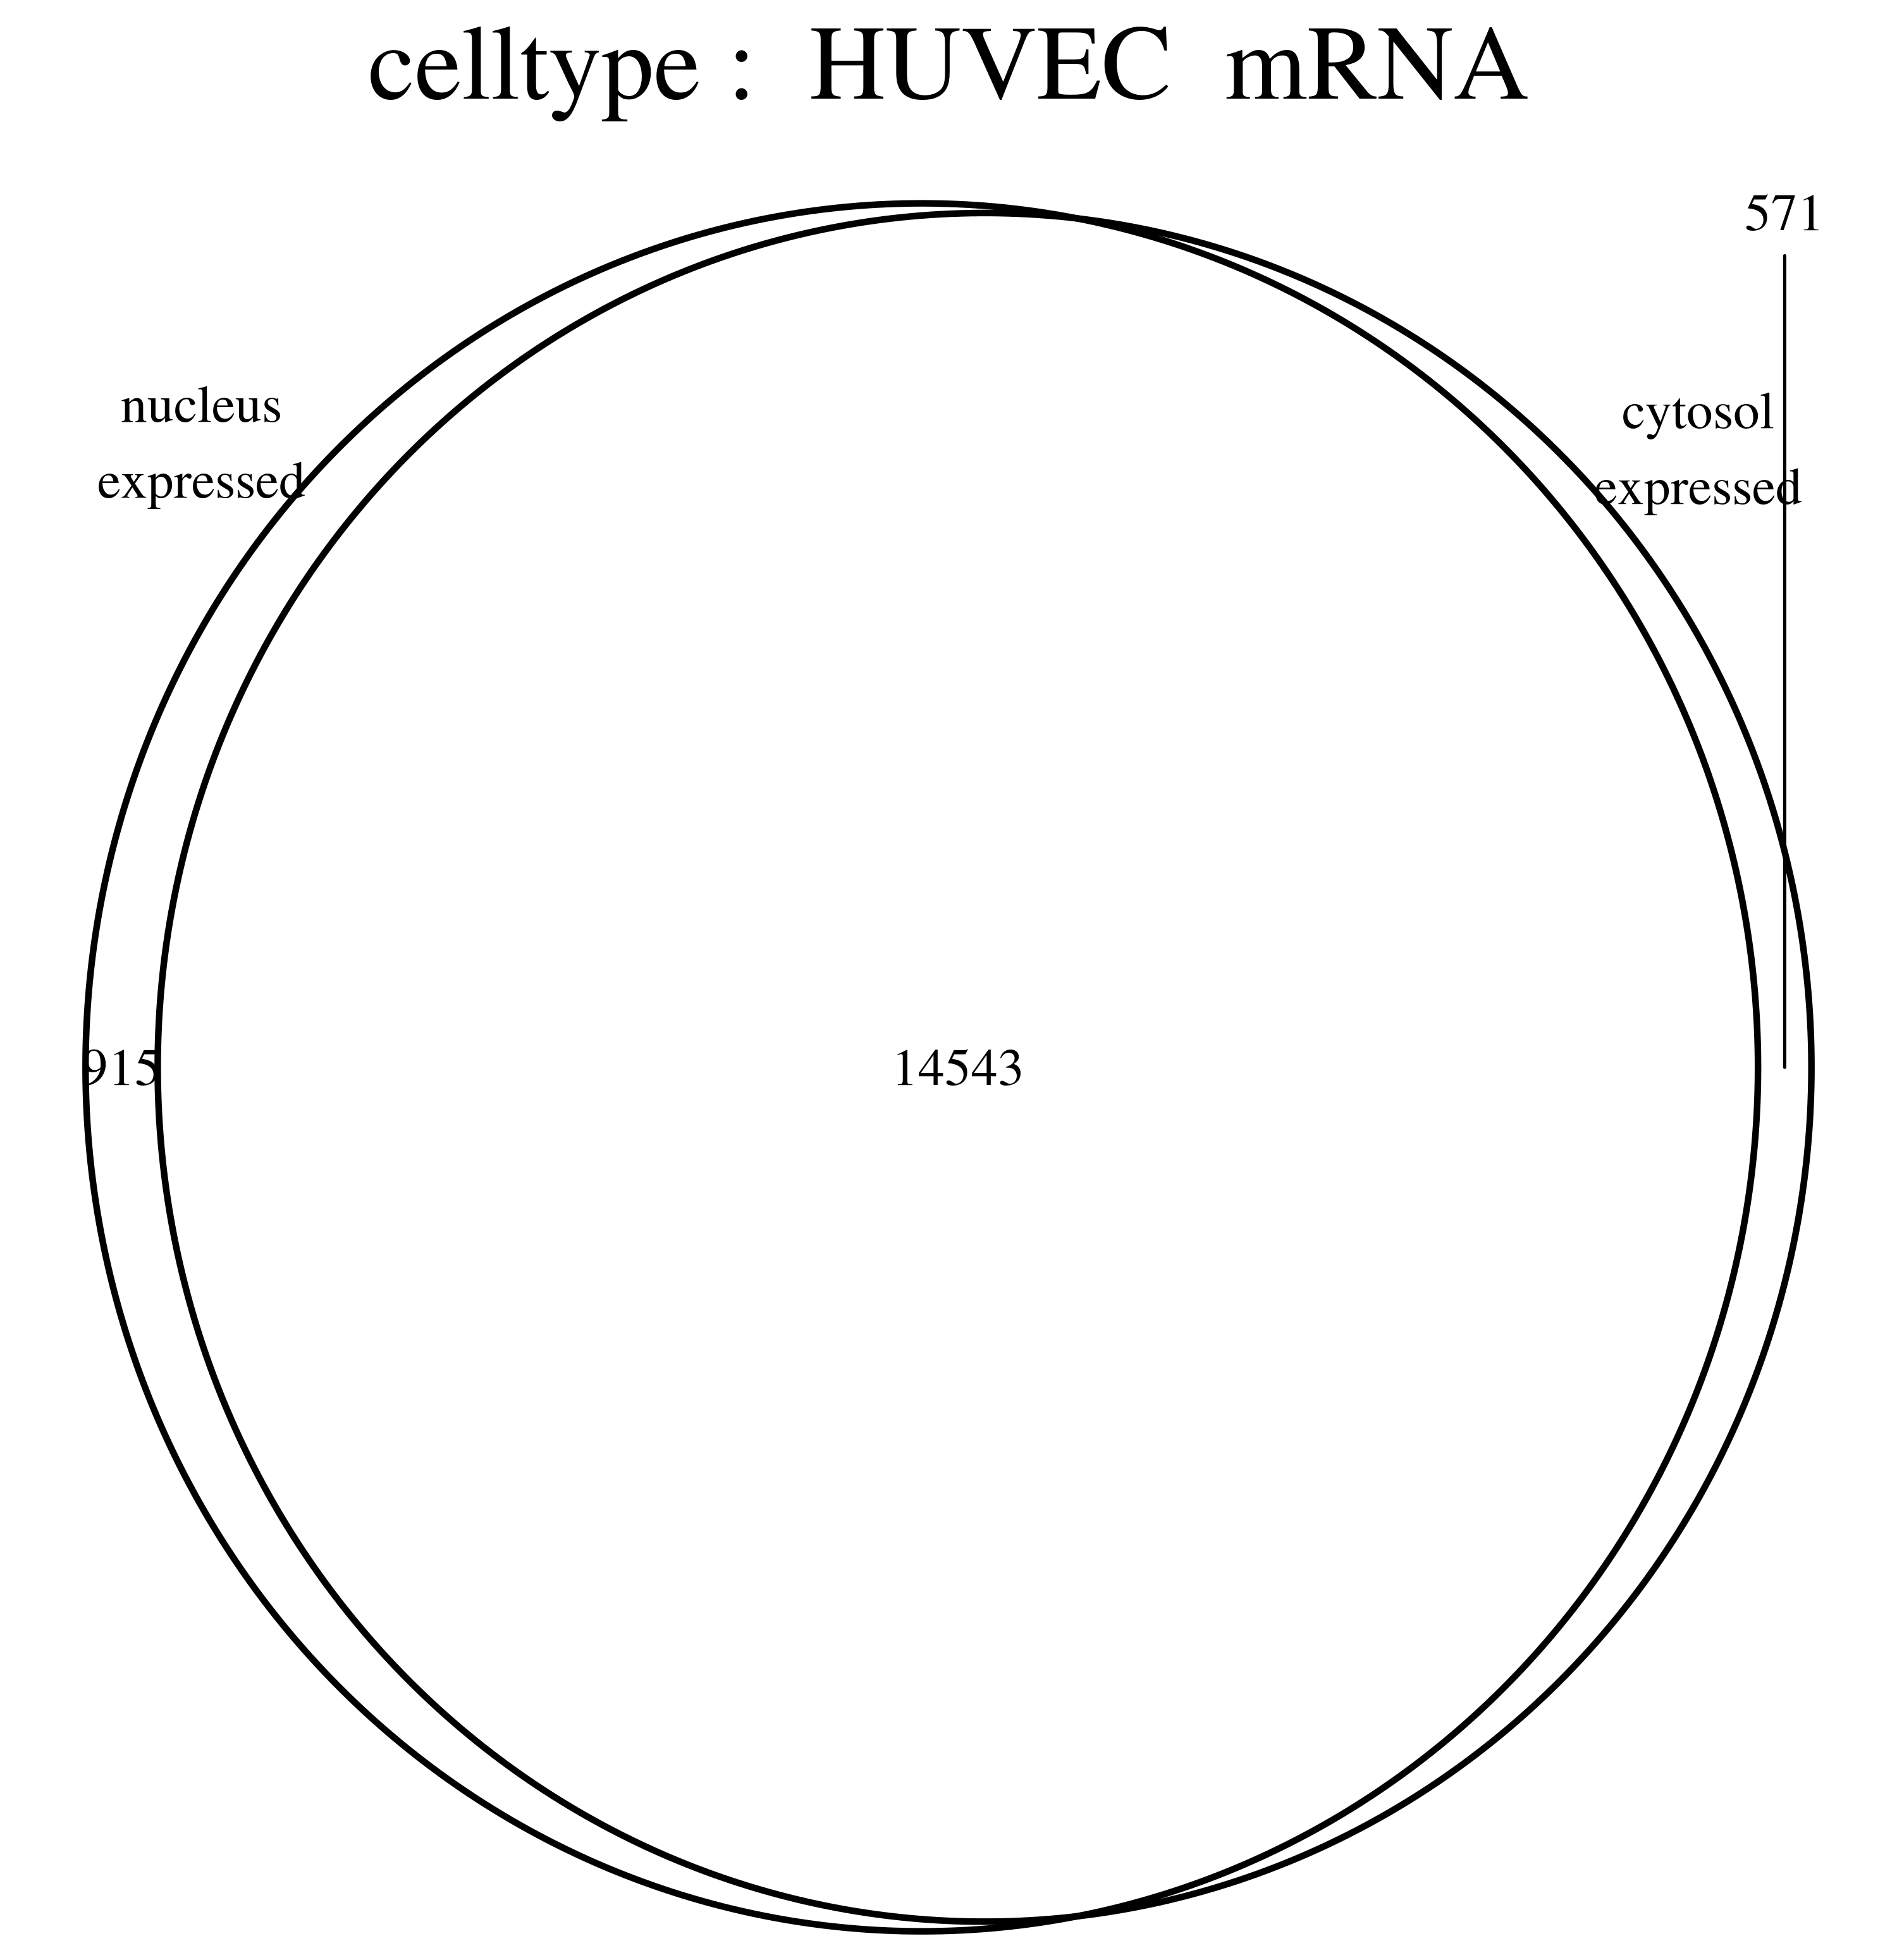 celltype : HUVEC mRNA
571
nucleus
expressed
cytosol
expressed
915
14543